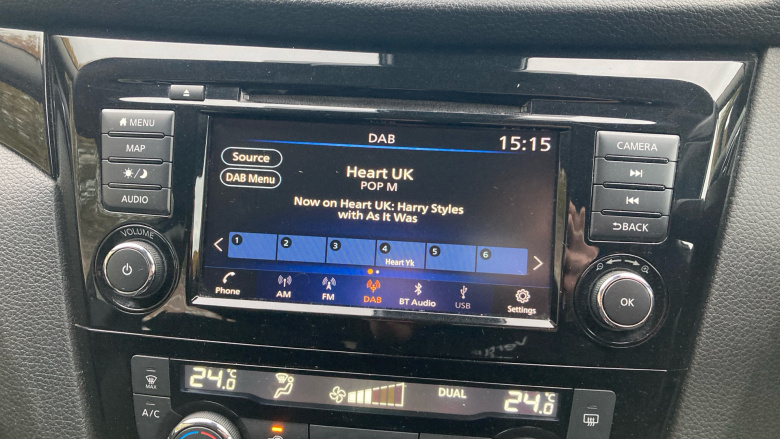 MENU
MAP
AUDIO
VOLUME
DAB
15:15
Source
DAB Menu
Heart UK
POP M
Now on Heart UK: Harry Styles
with As It Was
1 2 3 4 5 6
Heart Yk
Phone AM FM DAB BT Audio USB Settings
CAMERA
BACK
OK
MAX
A/C
24.0°C
DUAL
24.0°C